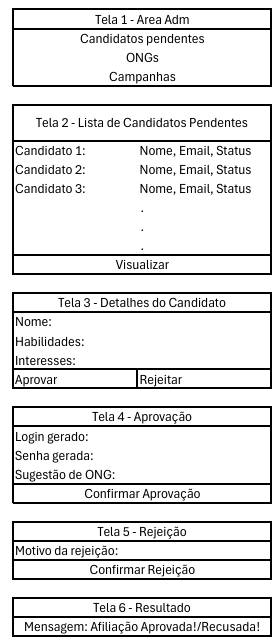 Tela 1 - Area Adm
Candidatos pendentes
ONGs
Campanhas
Tela 2 - Lista de Candidatos Pendentes
Candidato 1: Nome, Email, Status
Candidato 2: Nome, Email, Status
Candidato 3: Nome, Email, Status
.
.
.
Visualizar
Tela 3 - Detalhes do Candidato
Nome:
Habilidades:
Interesses:
Aprovar Rejeitar
Tela 4 - Aprovação
Login gerado:
Senha gerada:
Sugestão de ONG:
Confirmar Aprovação
Tela 5 - Rejeição
Motivo da rejeição:
Confirmar Rejeição
Tela 6 - Resultado
Mensagem: Afiliação Aprovada!/Recusada!